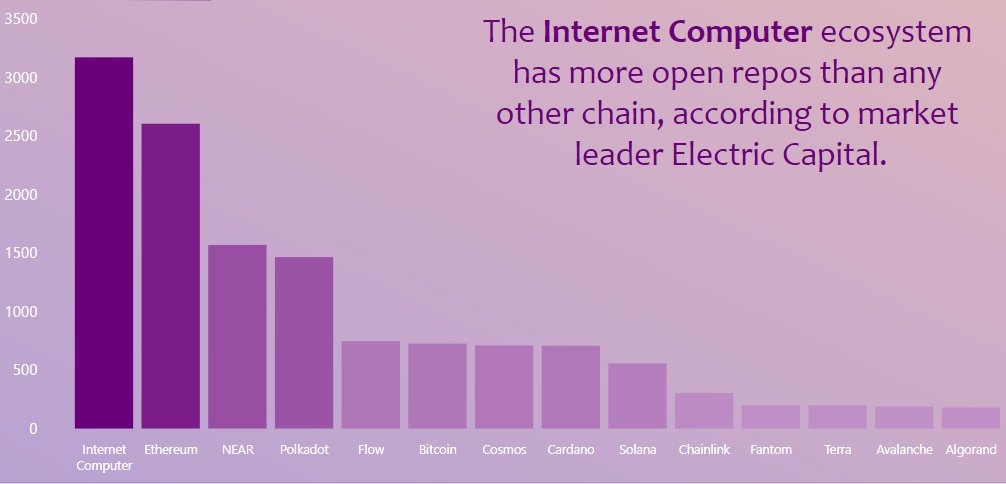 The Internet Computer ecosystem
has more open repos than any
other chain, according to market
leader Electric Capital.
3500
3000
2500
2000
1500
1000
500
0
Internet Computer
Ethereum
NEAR
Polkadot
Flow
Bitcoin
Cosmos
Cardano
Solana
Chainlink
Fantom
Terra
Avalanche
Algorand